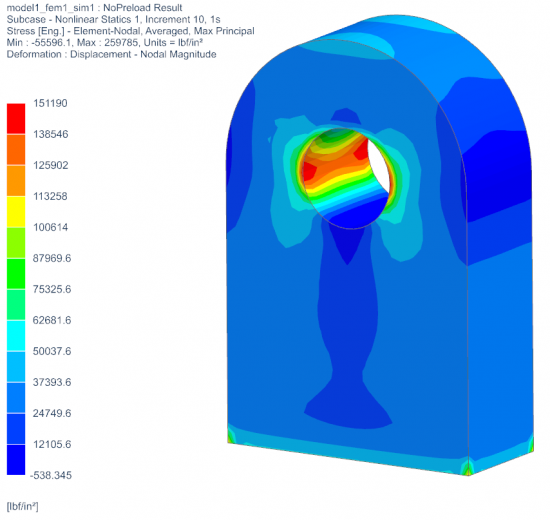 model1_fem1_sim1 : NoPreload Result
Subcase - Nonlinear Statics 1, Increment 10, 1s
Stress [Eng.] - Element-Nodal, Averaged, Max Principal
Min : -55596.1, Max : 259785, Units = lbf/in²
Deformation : Displacement - Nodal Magnitude
151190
138546
125902
113258
100614
87969.6
75325.6
62681.6
50037.6
37393.6
24749.6
12105.6
-538.345
[lbf/in²]